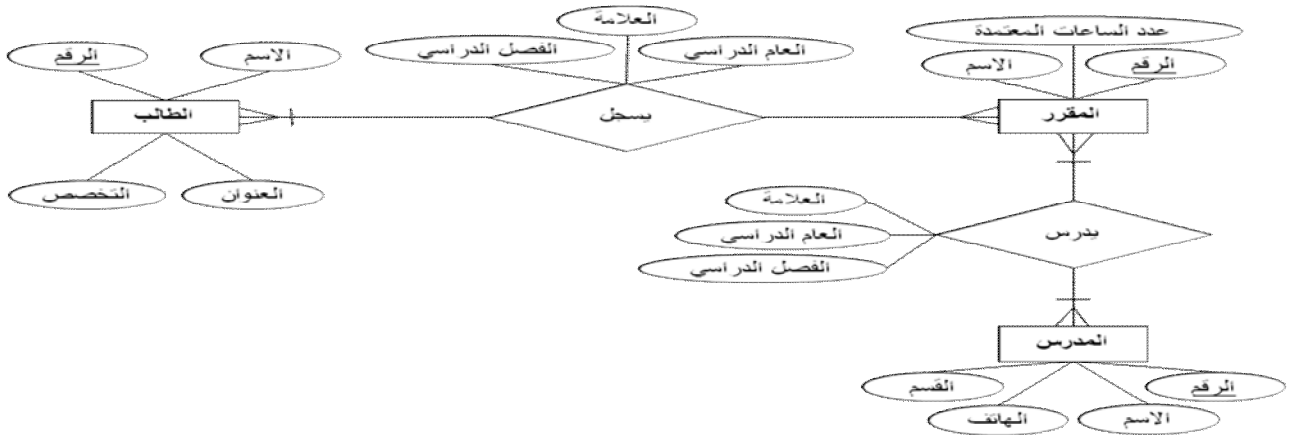 العلامة
العام الدراسي
الفصل الدراسي
عدد الساعات المعتمدة
الرقم
الاسم
المقرر
يسجل
الاسم
الرقم
الطالب
العنوان
التخصص
العلامة
العام الدراسي
الفصل الدراسي
يدرس
المدرس
الرقم
الاسم
الهاتف
القسم